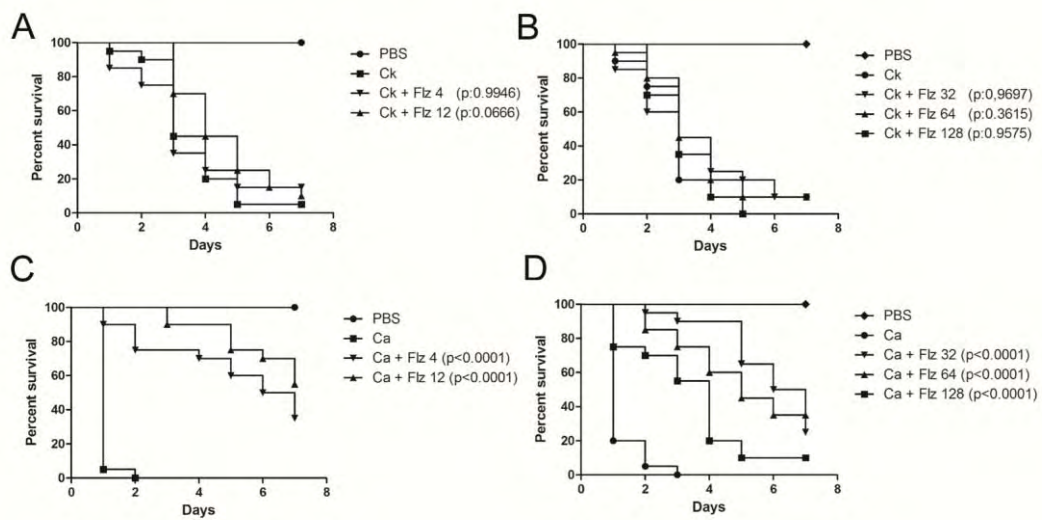 A
Percent survival
100
80
60
40
20
0
0 2 4 6 8
Days
PBS
Ck
Ck + Flz 4 (p:0.9946)
Ck + Flz 12 (p:0.0666)
B
Percent survival
100
80
60
40
20
0
0 2 4 6 8
Days
PBS
Ck
Ck + Flz 32 (p:0,9697)
Ck + Flz 64 (p:0.3615)
Ck + Flz 128 (p:0.9575)
C
Percent survival
100
80
60
40
20
0
0 2 4 6 8
Days
PBS
Ca
Ca + Flz 4 (p<0.0001)
Ca + Flz 12 (p<0.0001)
D
Percent survival
100
80
60
40
20
0
0 2 4 6 8
Days
PBS
Ca
Ca + Flz 32 (p<0.0001)
Ca + Flz 64 (p<0.0001)
Ca + Flz 128 (p<0.0001)